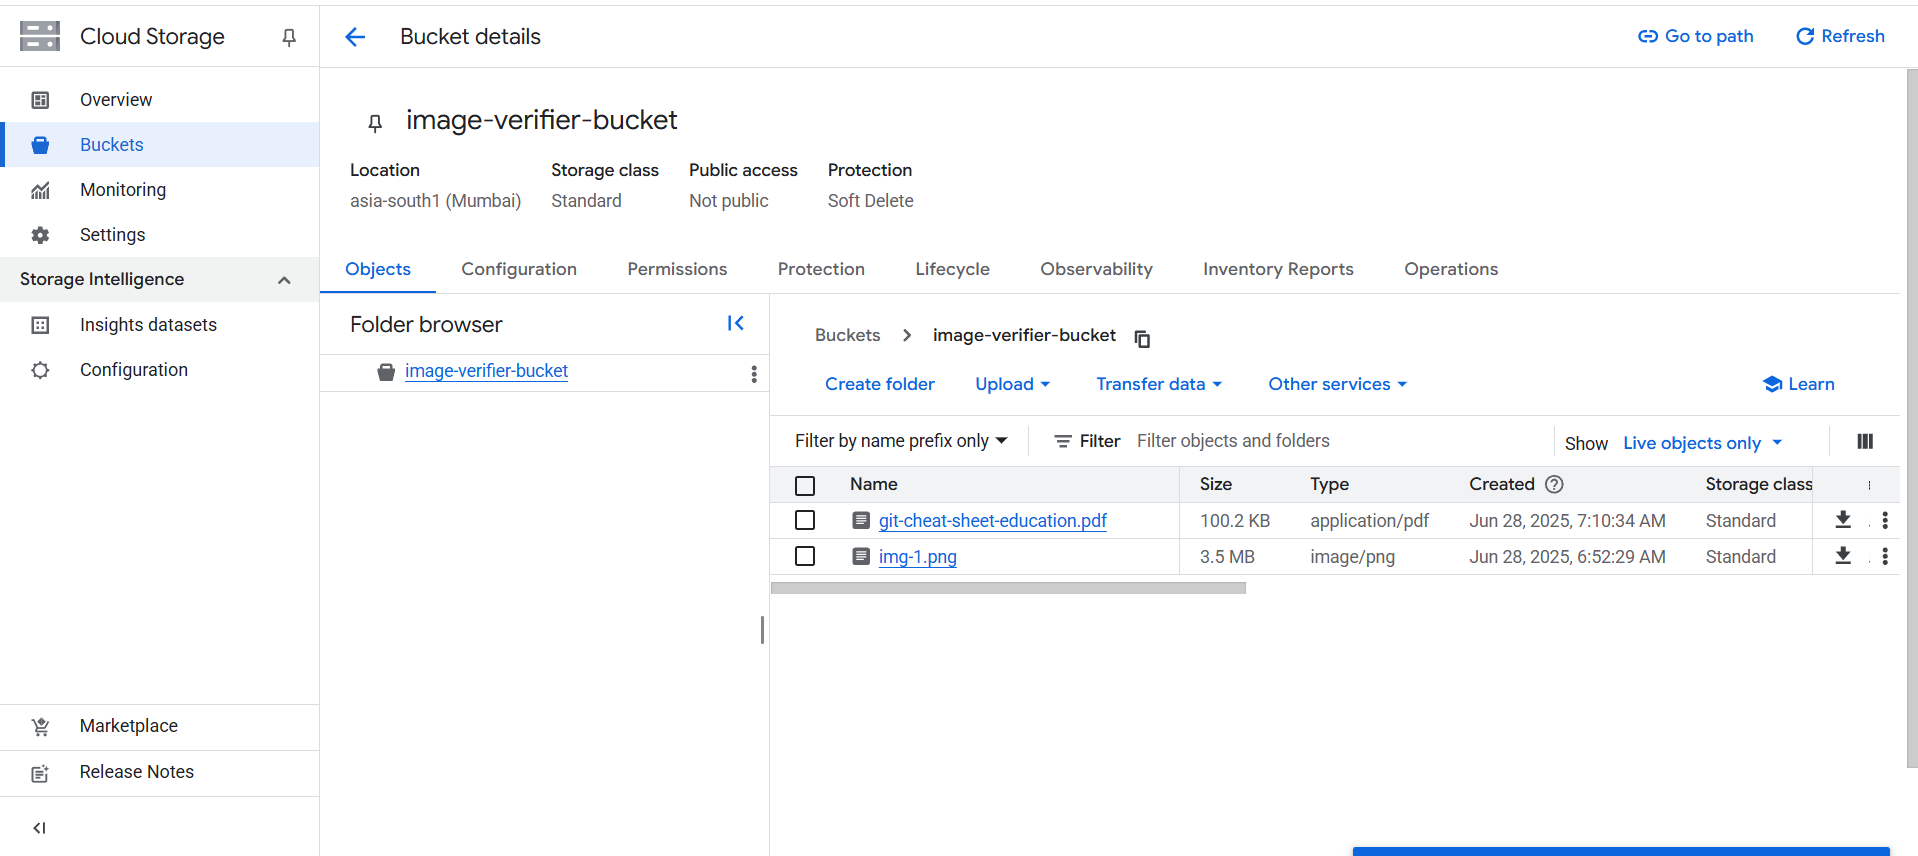 Cloud Storage
Bucket details
Go to path
Refresh
Overview
Buckets
Monitoring
Settings
Storage Intelligence
Insights datasets
Configuration
Marketplace
Release Notes
image-verifier-bucket
Location
Storage class
Public access
Protection
asia-south1 (Mumbai)
Standard
Not public
Soft Delete
Objects
Configuration
Permissions
Protection
Lifecycle
Observability
Inventory Reports
Operations
Folder browser
image-verifier-bucket
Buckets
image-verifier-bucket
Create folder
Upload
Transfer data
Other services
Learn
Filter by name prefix only
Filter
Filter objects and folders
Show
Live objects only
Name
Size
Type
Created
Storage class
git-cheat-sheet-education.pdf
100.2 KB
application/pdf
Jun 28, 2025, 7:10:34 AM
Standard
img-1.png
3.5 MB
image/png
Jun 28, 2025, 6:52:29 AM
Standard